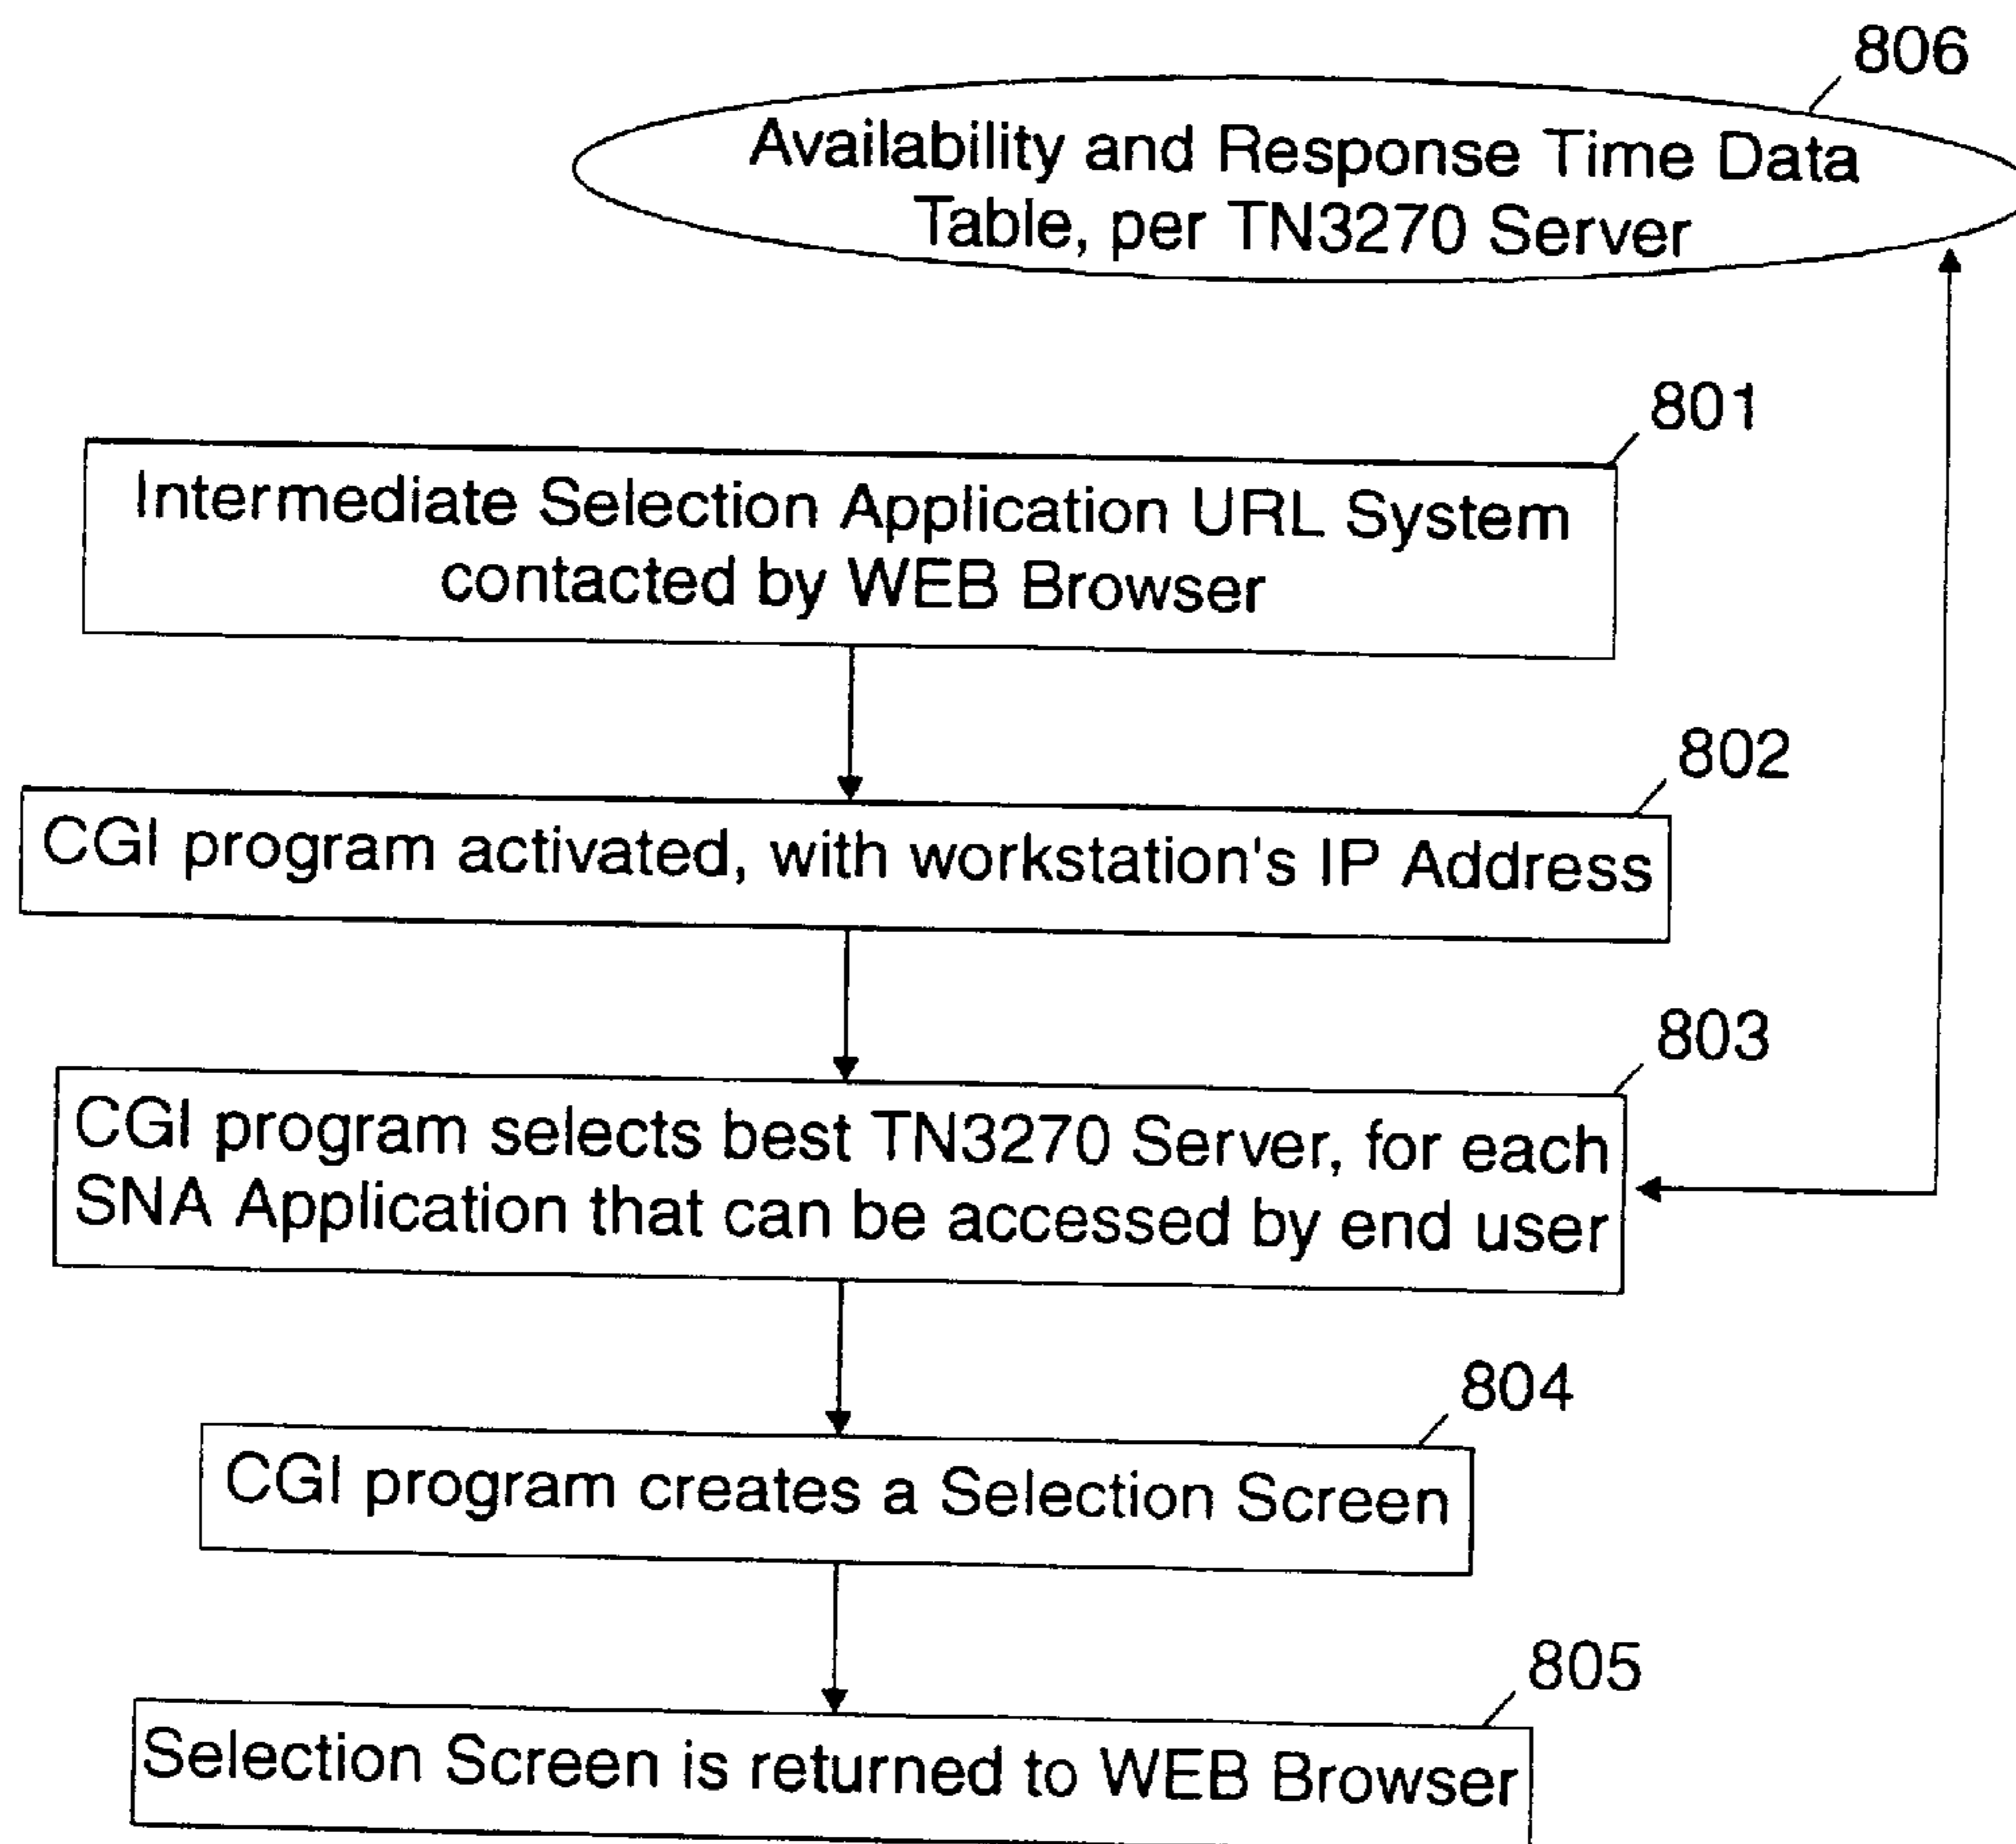 806
Availability and Response Time Data
Table, per TN3270 Server
801
Intermediate Selection Application URL System
contacted by WEB Browser
802
CGI program activated, with workstation's IP Address
803
CGI program selects best TN3270 Server, for each
SNA Application that can be accessed by end user
804
CGI program creates a Selection Screen
805
Selection Screen is returned to WEB Browser